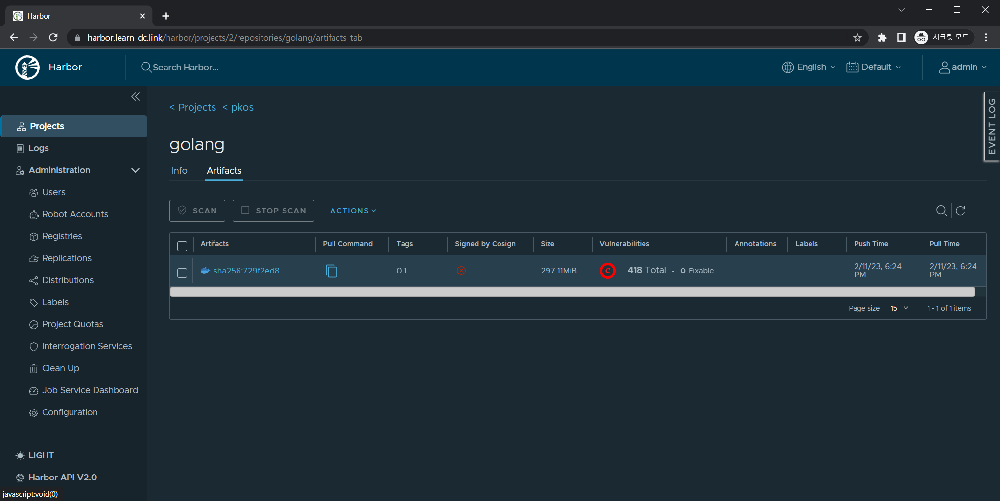 Harbor
harbor.learn-dc.link/harbor/projects/2/repositories/golang/artifacts-tab
시크릿 모드
Harbor
Search Harbor...
English
Default
admin
EVENT LOG
Projects
Logs
Administration
Users
Robot Accounts
Registries
Replications
Distributions
Labels
Project Quotas
Interrogation Services
Clean Up
Job Service Dashboard
Configuration
LIGHT
Harbor API V2.0
javascript:void(0)
< Projects < pkos
golang
Info Artifacts
SCAN STOP SCAN ACTIONS
Artifacts Pull Command Tags Signed by Cosign Size Vulnerabilities Annotations Labels Push Time Pull Time
sha256:729f2ed8 0.1 297.11MiB C 418 Total - 0 Fixable 2/11/23, 6:24 PM 2/11/23, 6:24 PM
Page size 15 1 - 1 of 1 items